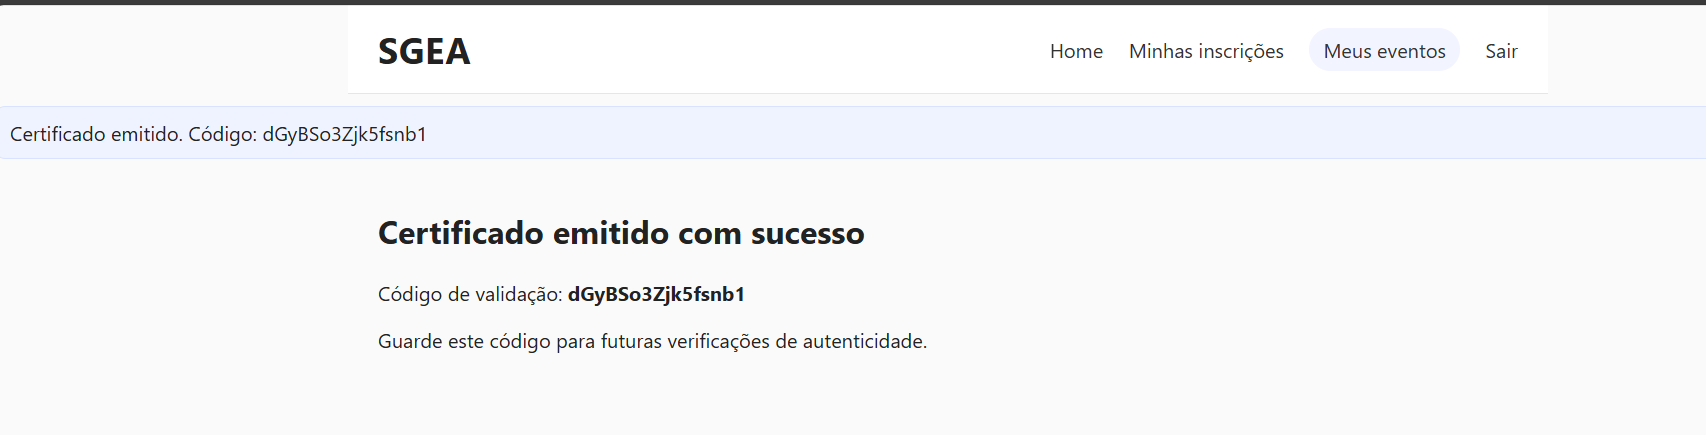 SGEA
Home Minhas inscrições Meus eventos Sair
Certificado emitido. Código: dGyBSo3Zjk5fsnb1
Certificado emitido com sucesso
Código de validação: dGyBSo3Zjk5fsnb1
Guarde este código para futuras verificações de autenticidade.